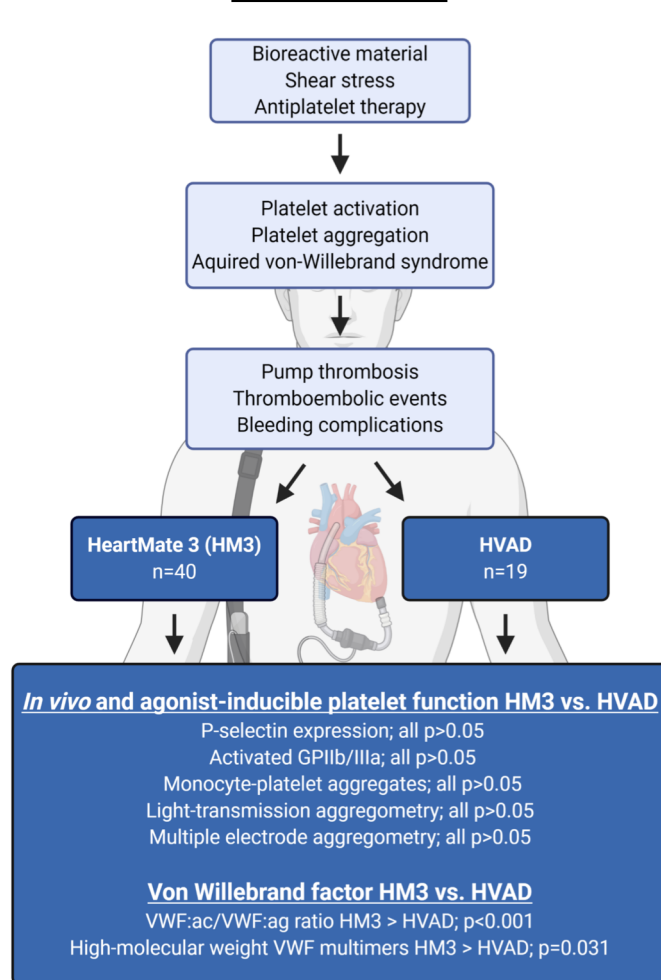 Bioreactive material
Shear stress
Antiplatelet therapy
Platelet activation
Platelet aggregation
Aquired von-Willebrand syndrome
Pump thrombosis
Thromboembolic events
Bleeding complications
HeartMate 3 (HM3)
n=40
HVAD
n=19
In vivo and agonist-inducible platelet function HM3 vs. HVAD
P-selectin expression; all p>0.05
Activated GPIIb/IIIa; all p>0.05
Monocyte-platelet aggregates; all p>0.05
Light-transmission aggregometry; all p>0.05
Multiple electrode aggregometry; all p>0.05
Von Willebrand factor HM3 vs. HVAD
VWF:ac/VWF:ag ratio HM3 > HVAD; p<0.001
High-molecular weight VWF multimers HM3 > HVAD; p=0.031